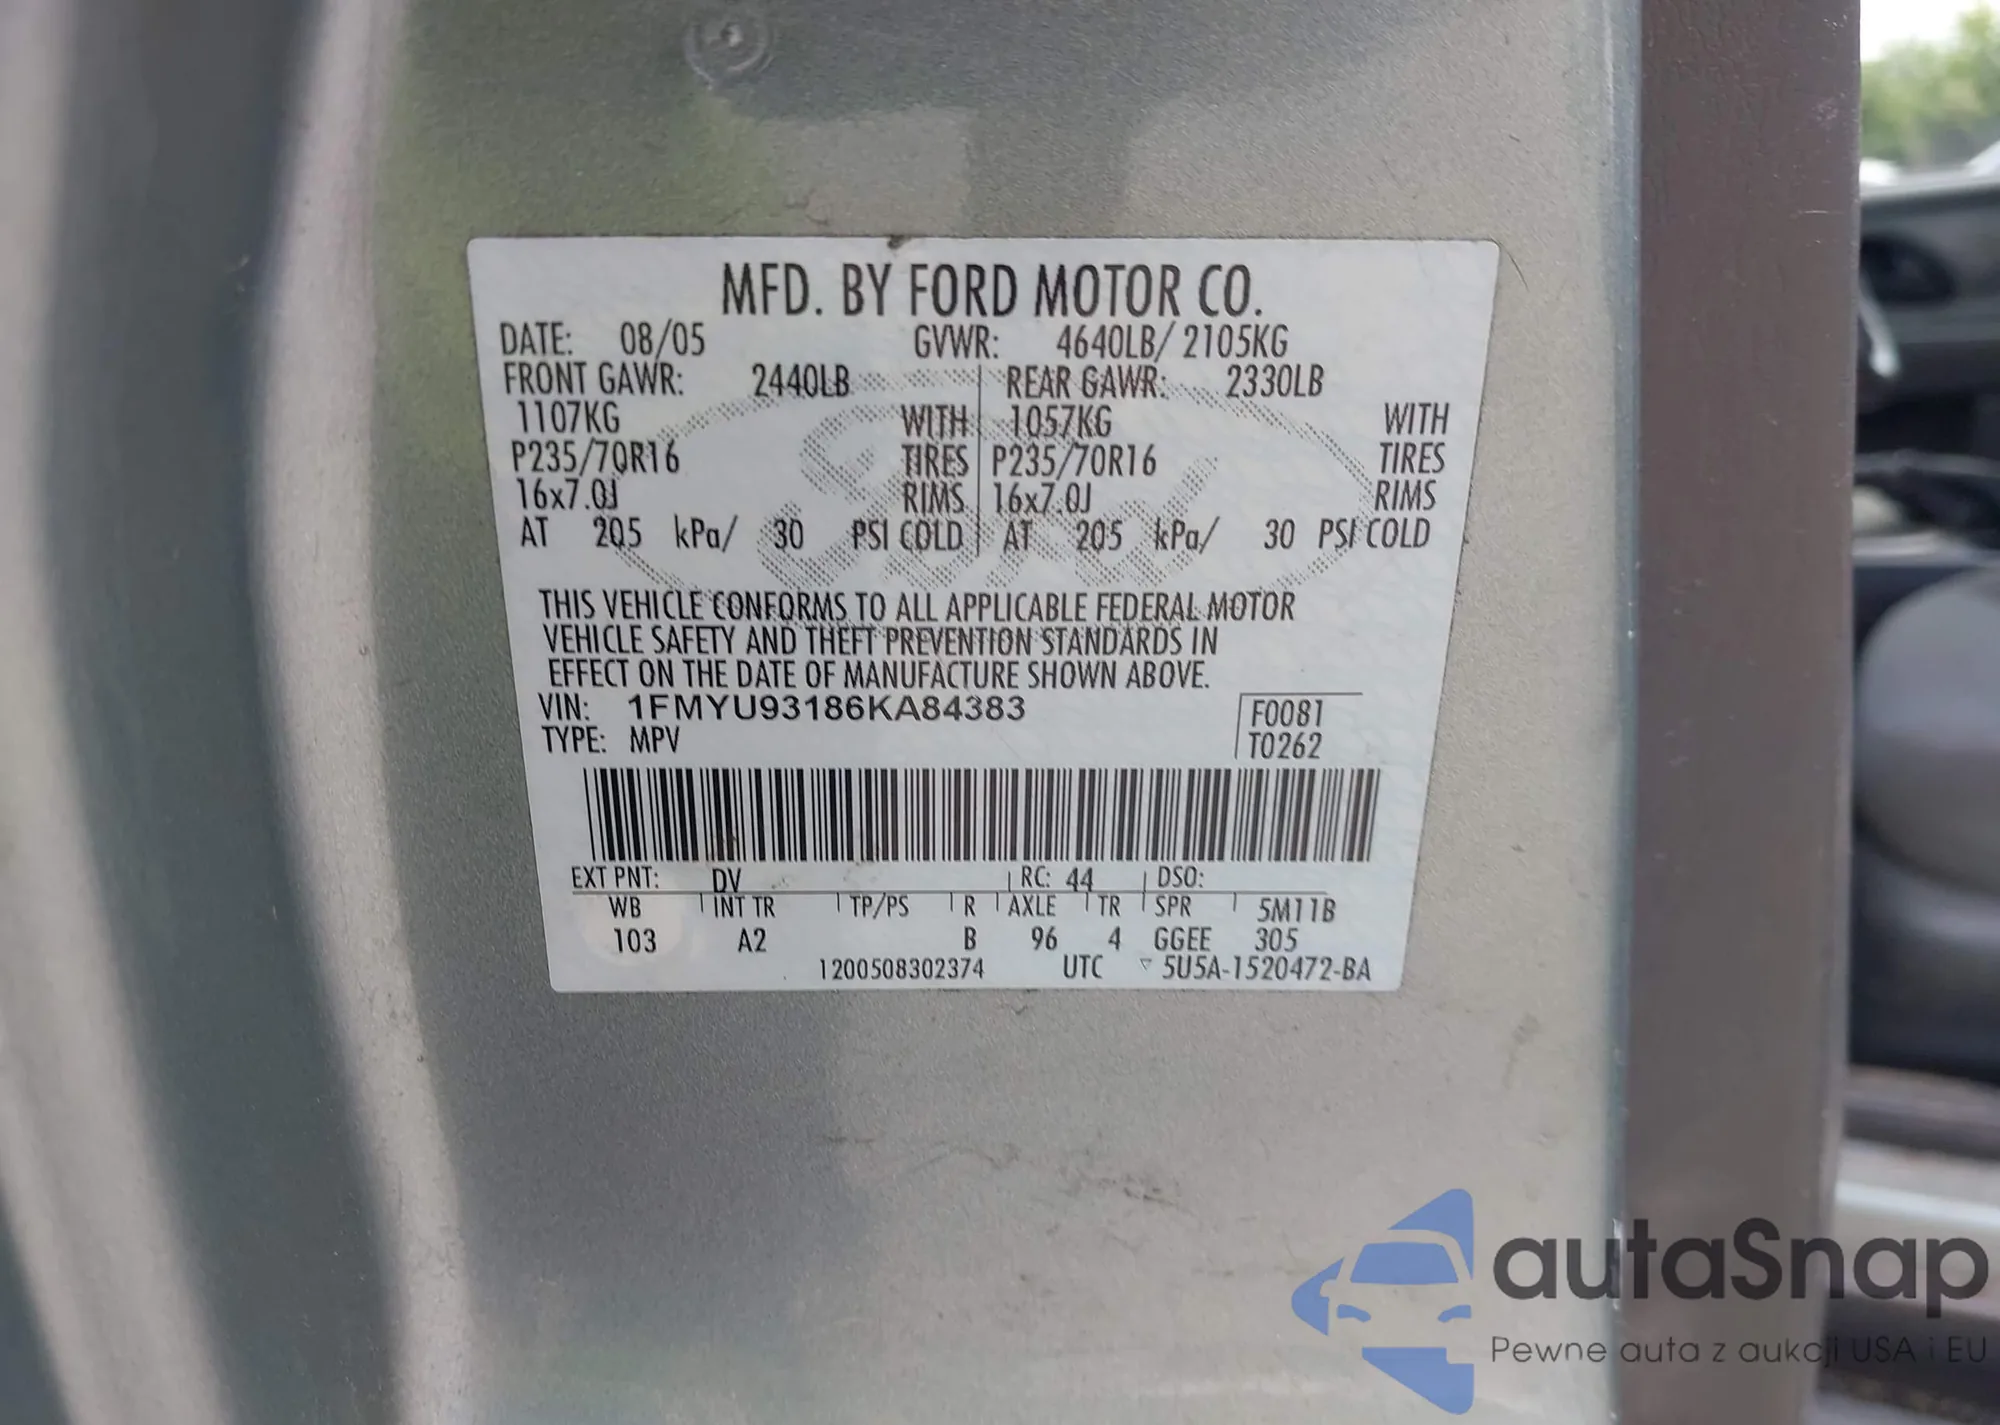 MFD. BY FORD MOTOR CO.
DATE: 08/05 GVWR: 4640LB/ 2105KG
FRONT GAWR: 2440LB REAR GAWR: 2330LB
1107KG WITH 1057KG WITH
P235/70R16 TIRES P235/70R16 TIRES
16x7.0J RIMS 16x7.0J RIMS
AT 205 kPa/ 30 PSI COLD AT 205 kPa/ 30 PSI COLD
THIS VEHICLE CONFORMS TO ALL APPLICABLE FEDERAL MOTOR
VEHICLE SAFETY AND THEFT PREVENTION STANDARDS IN
EFFECT ON THE DATE OF MANUFACTURE SHOWN ABOVE.
VIN: 1FMYU93186KA84383 F0081
TYPE: MPV T0262
EXT PNT: DV RC: 44 DSO:
WB INT TR TP/PS R AXLE TR SPR 5M11B
103 A2 B 96 4 GGEE 305
1200508302374 UTC ▽ 5U5A-1520472-BA
autaSnap
Pewne auta z aukcji USA i EU